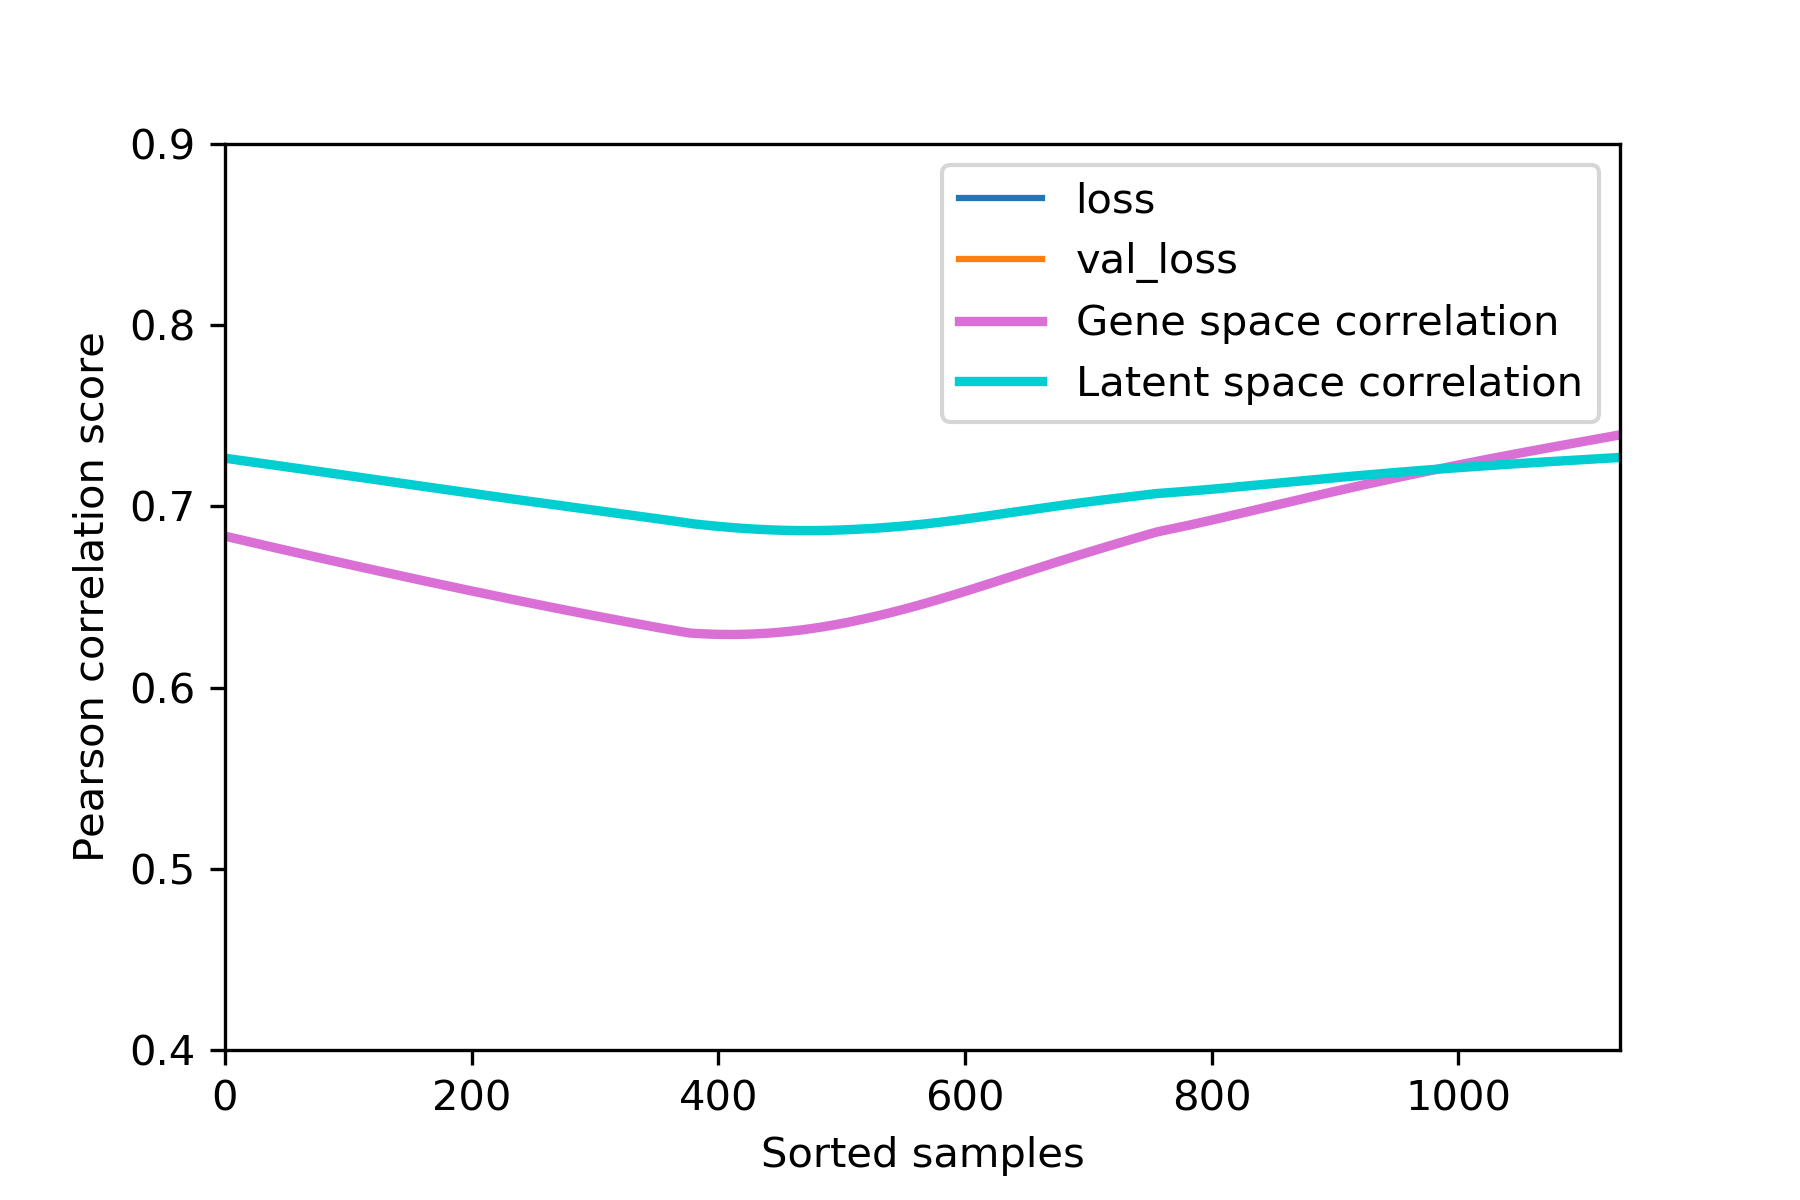 0.9
0.8
0.7
0.6
0.5
0.4
Pearson correlation score
loss
val_loss
Gene space correlation
Latent space correlation
0 200 400 600 800 1000
Sorted samples